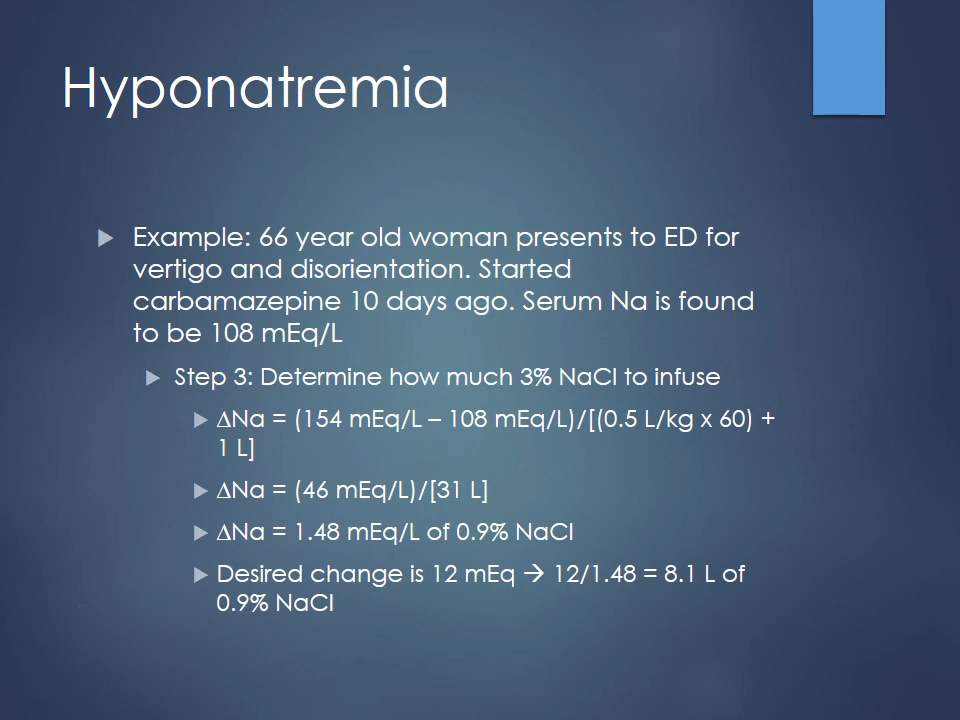 Hyponatremia
Example: 66 year old woman presents to ED for
vertigo and disorientation. Started
carbamazepine 10 days ago. Serum Na is found
to be 108 mEq/L
Step 3: Determine how much 3% NaCl to infuse
∆Na = (154 mEq/L – 108 mEq/L)/[(0.5 L/kg x 60) +
1 L]
∆Na = (46 mEq/L)/[31 L]
∆Na = 1.48 mEq/L of 0.9% NaCl
Desired change is 12 mEq → 12/1.48 = 8.1 L of
0.9% NaCl